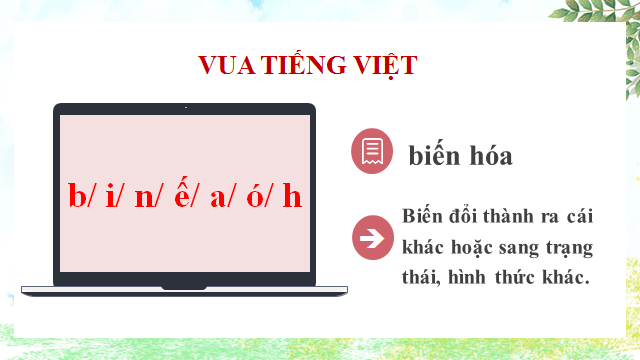 VUA TIẾNG VIỆT
b/ i/ n/ ế/ a/ ó/ h
biến hóa
Biến đổi thành ra cái
khác hoặc sang trạng
thái, hình thức khác.